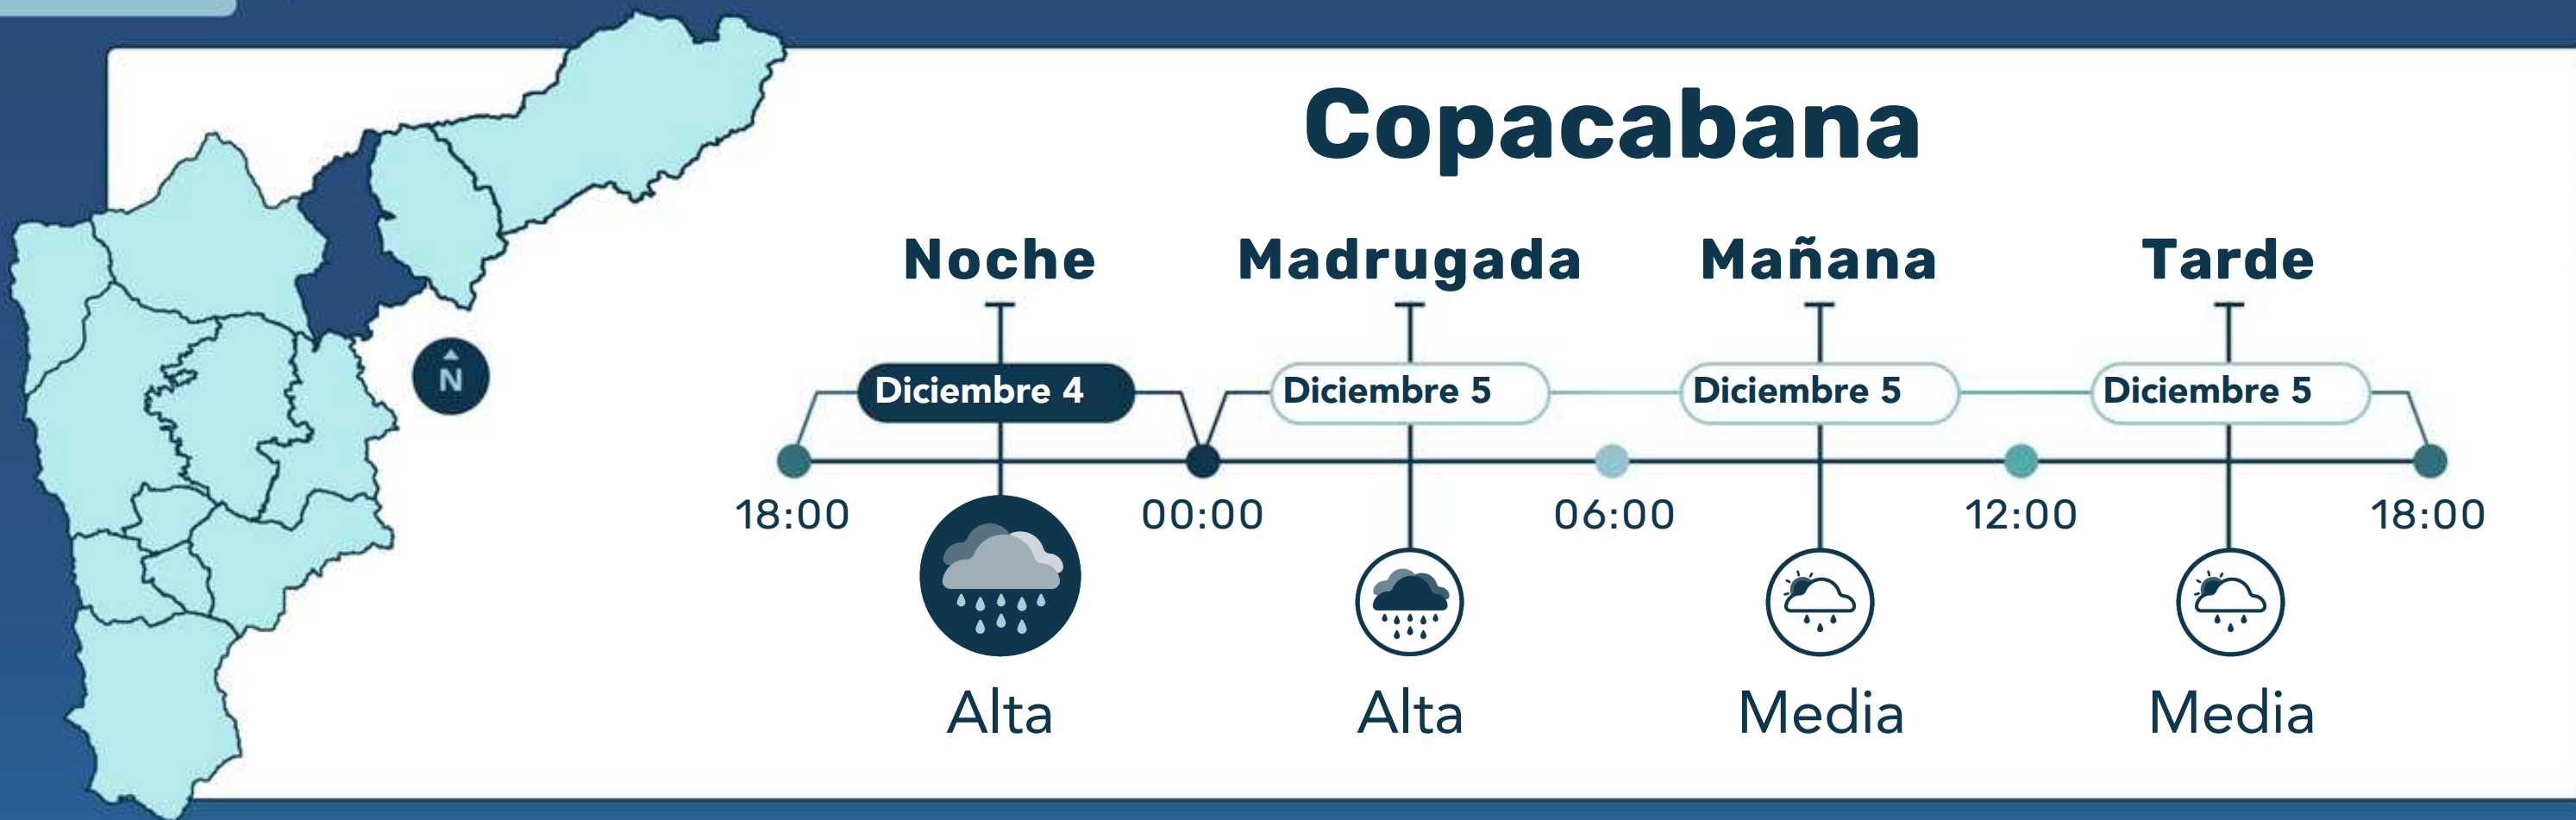 Copacabana
Noche Madrugada Mañana Tarde
N
Diciembre 4 Diciembre 5 Diciembre 5 Diciembre 5
18:00 00:00 06:00 12:00 18:00
Alta Alta Media Media